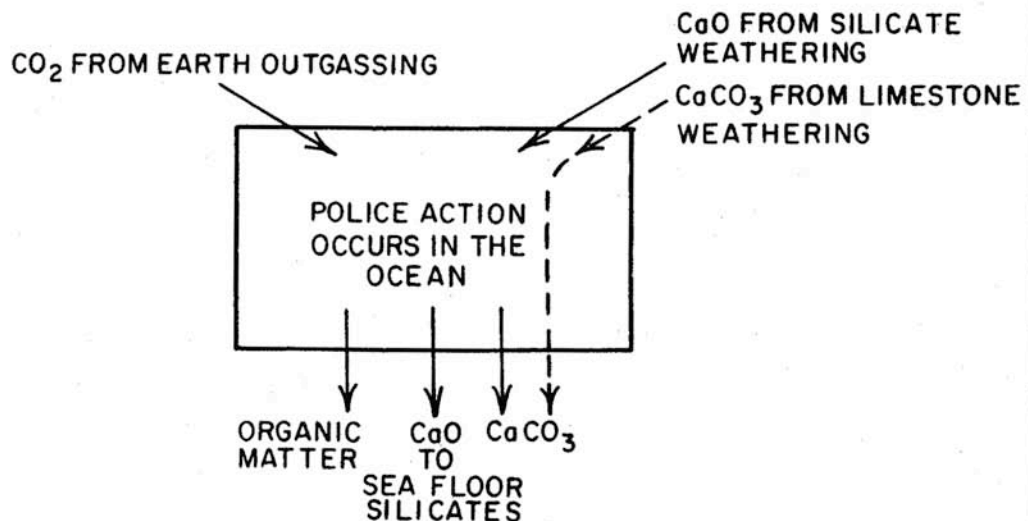 CO₂ FROM EARTH OUTGASSING
CaO FROM SILICATE
WEATHERING
CaCO₃ FROM LIMESTONE
WEATHERING
POLICE ACTION
OCCURS IN THE
OCEAN
ORGANIC
MATTER
CaO
TO
SEA FLOOR
SILICATES
CaCO₃